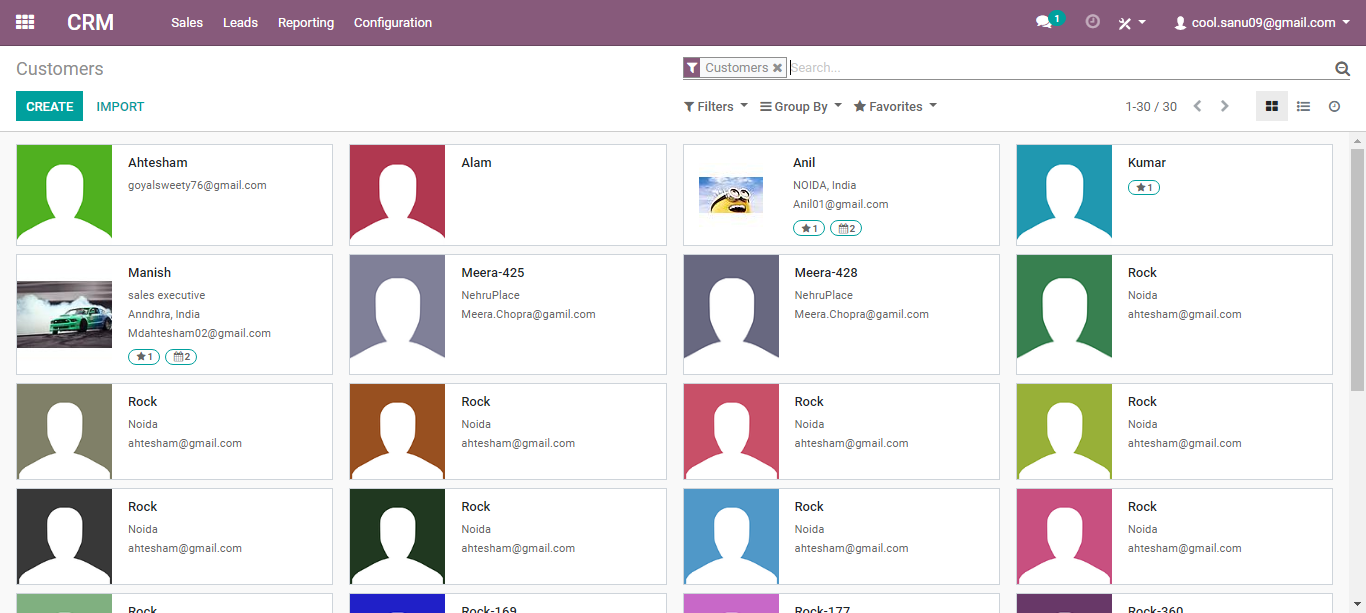 CRM Sales Leads Reporting Configuration 1 cool.sanu09@gmail.com
Customers
Customers Search...
CREATE IMPORT
Filters Group By Favorites 1-30 / 30
Ahtesham
goyalsweety76@gmail.com
Alam
Anil
NOIDA, India
Anil01@gmail.com
1 2
Kumar
1
Manish
sales executive
Anndhra, India
Mdahtesham02@gmail.com
1 2
Meera-425
NehruPlace
Meera.Chopra@gamil.com
Meera-428
NehruPlace
Meera.Chopra@gamil.com
Rock
Noida
ahtesham@gmail.com
Rock
Noida
ahtesham@gmail.com
Rock
Noida
ahtesham@gmail.com
Rock
Noida
ahtesham@gmail.com
Rock
Noida
ahtesham@gmail.com
Rock
Noida
ahtesham@gmail.com
Rock
Noida
ahtesham@gmail.com
Rock
Noida
ahtesham@gmail.com
Rock
Noida
ahtesham@gmail.com
Rock
Rock-169
Rock-177
Rock-360